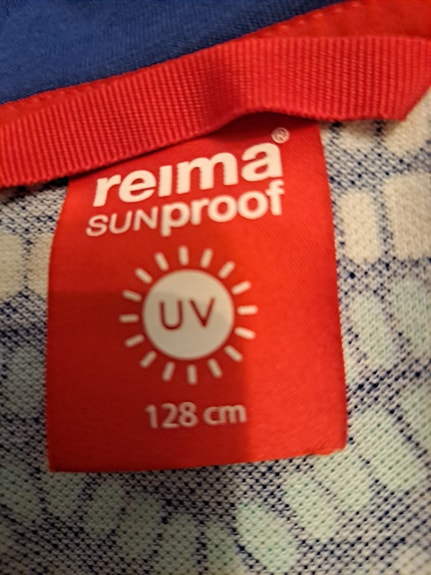 reima®
SUNproof
UV
128 cm